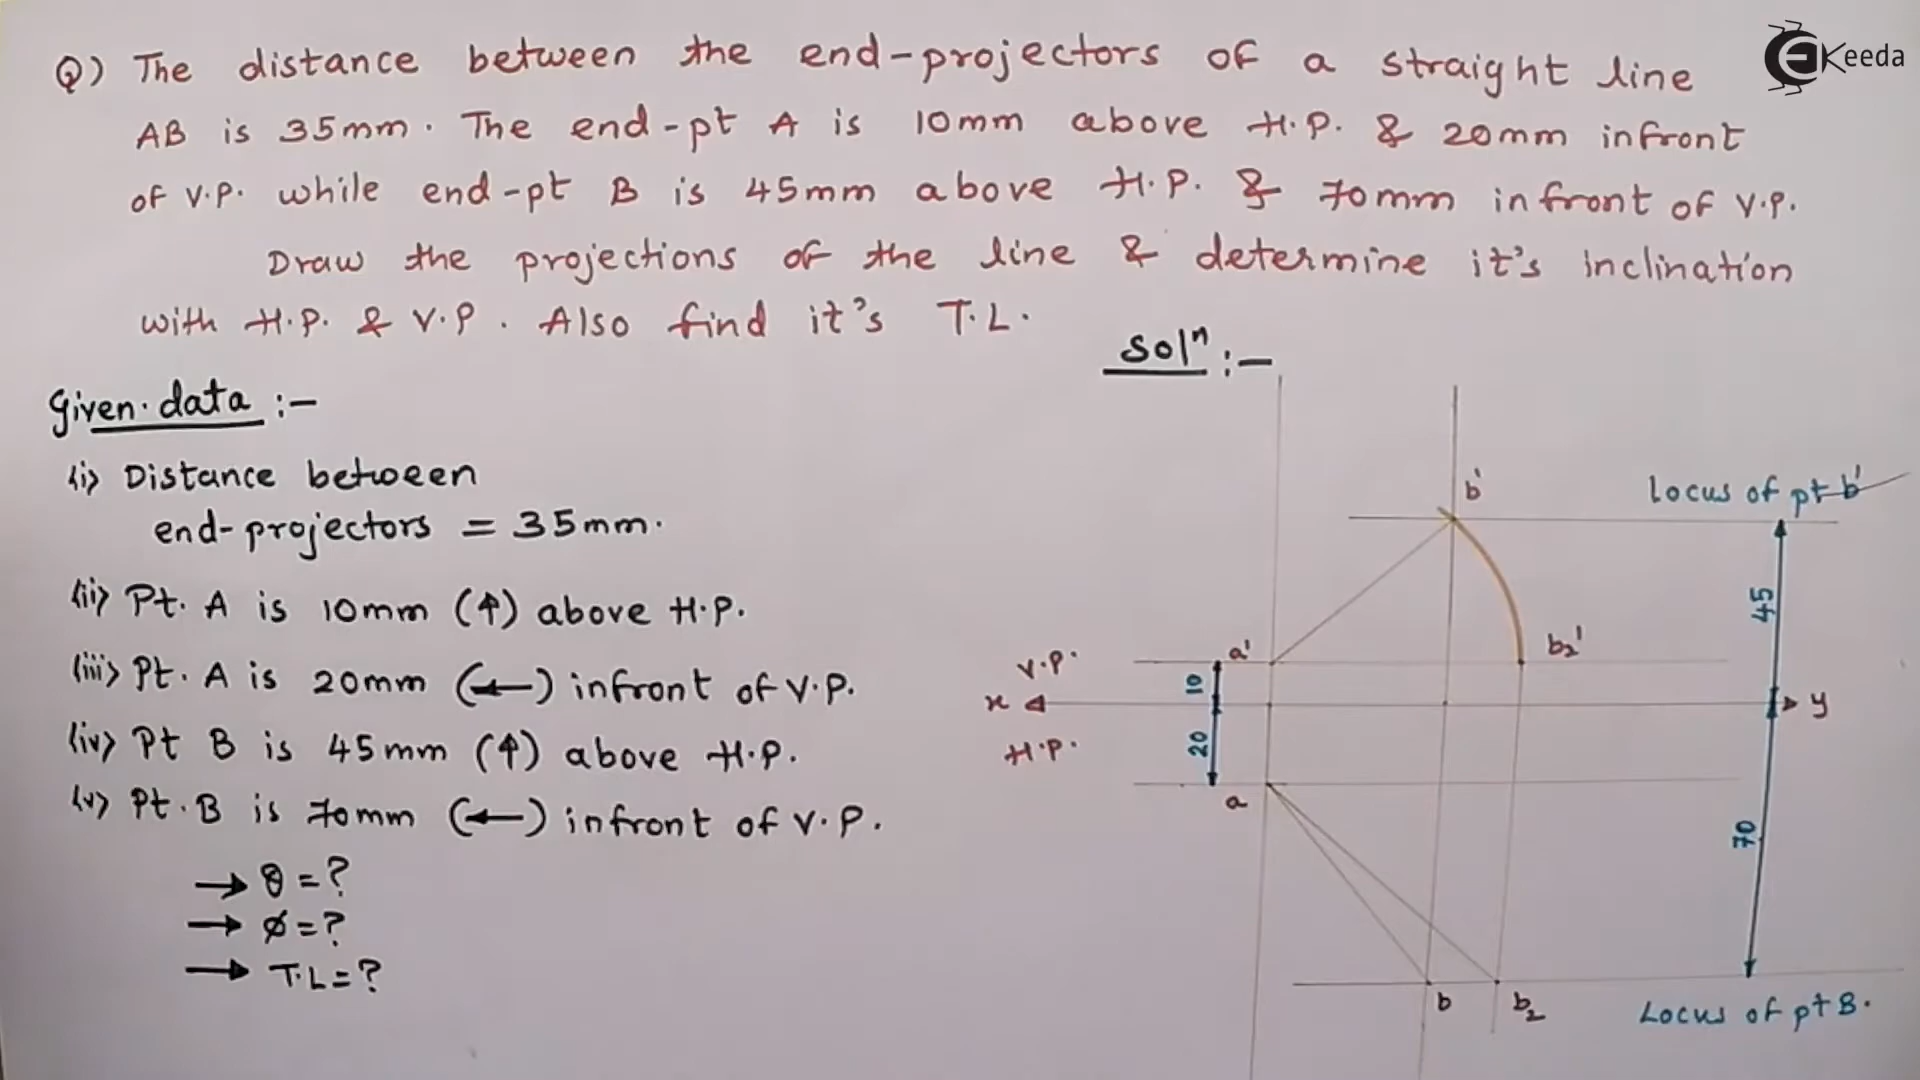 Q) The distance between the end-projectors of a straight line
AB is 35mm. The end-pt A is 10mm above H.P. & 20mm infront
of V.P. while end-pt B is 45mm above H.P. & 70mm infront of V.P.
Draw the projections of the line & determine it's inclination
with H.P. & V.P. Also find it's T.L.
EKeeda
Given data :-
(i) Distance between
end-projectors = 35mm.
(ii) Pt. A is 10mm (↑) above H.P.
(iii) Pt. A is 20mm (←) infront of V.P.
(iv) Pt B is 45mm (↑) above H.P.
(v) Pt. B is 70mm (←) infront of V.P.
→ θ = ?
→ ø = ?
→ T.L = ?
Solⁿ :-
b'
Locus of pt b'
45
a'
b₂'
V.P.
10
x
y
H.P.
20
a
70
b
b₂
Locus of pt B.